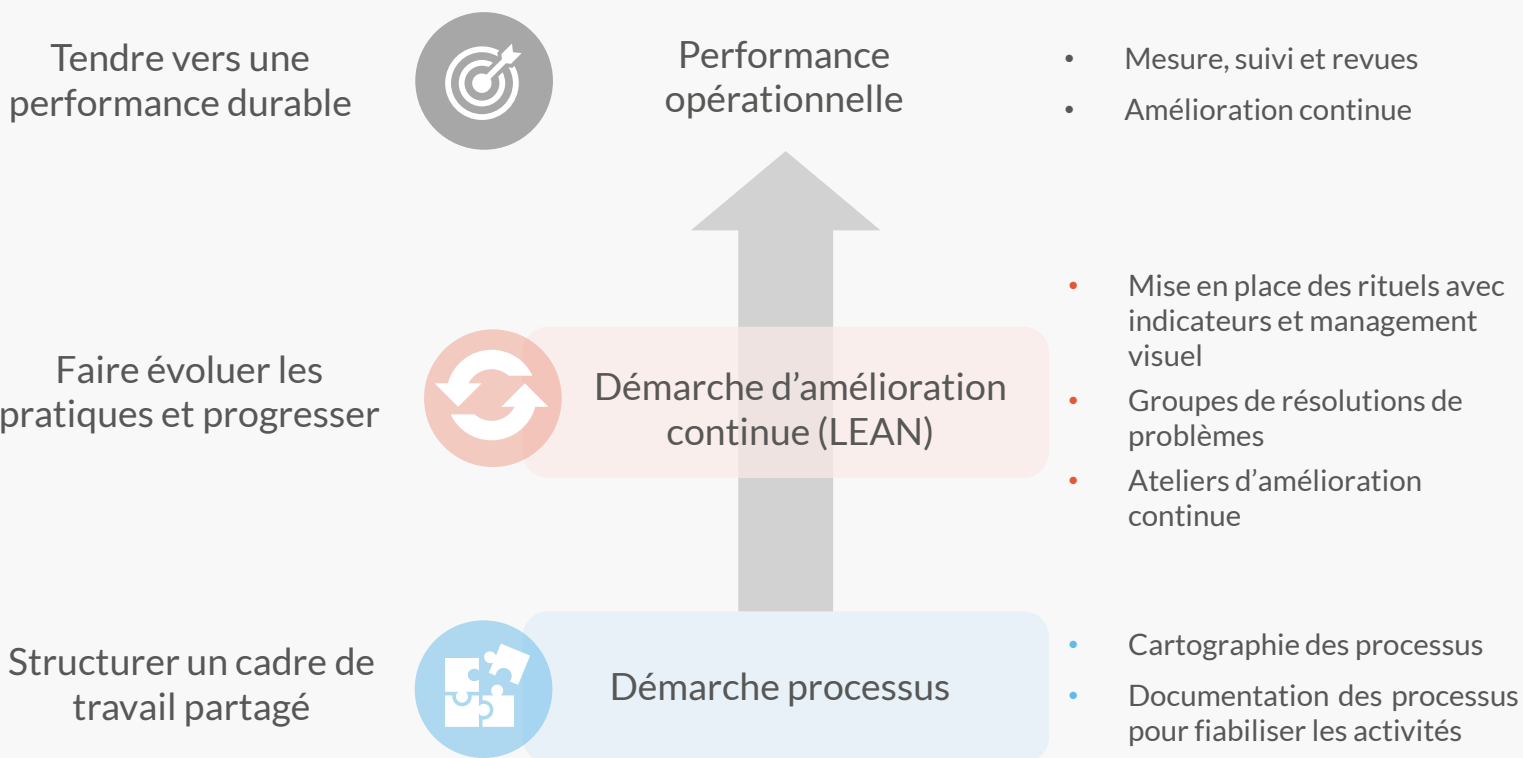 Tendre vers une
performance durable
Performance
opérationnelle
• Mesure, suivi et revues
• Amélioration continue
Faire évoluer les
pratiques et progresser
Démarche d’amélioration
continue (LEAN)
• Mise en place des rituels avec
indicateurs et management
visuel
• Groupes de résolutions de
problèmes
• Ateliers d’amélioration
continue
Structurer un cadre de
travail partagé
Démarche processus
• Cartographie des processus
• Documentation des processus
pour fiabiliser les activités